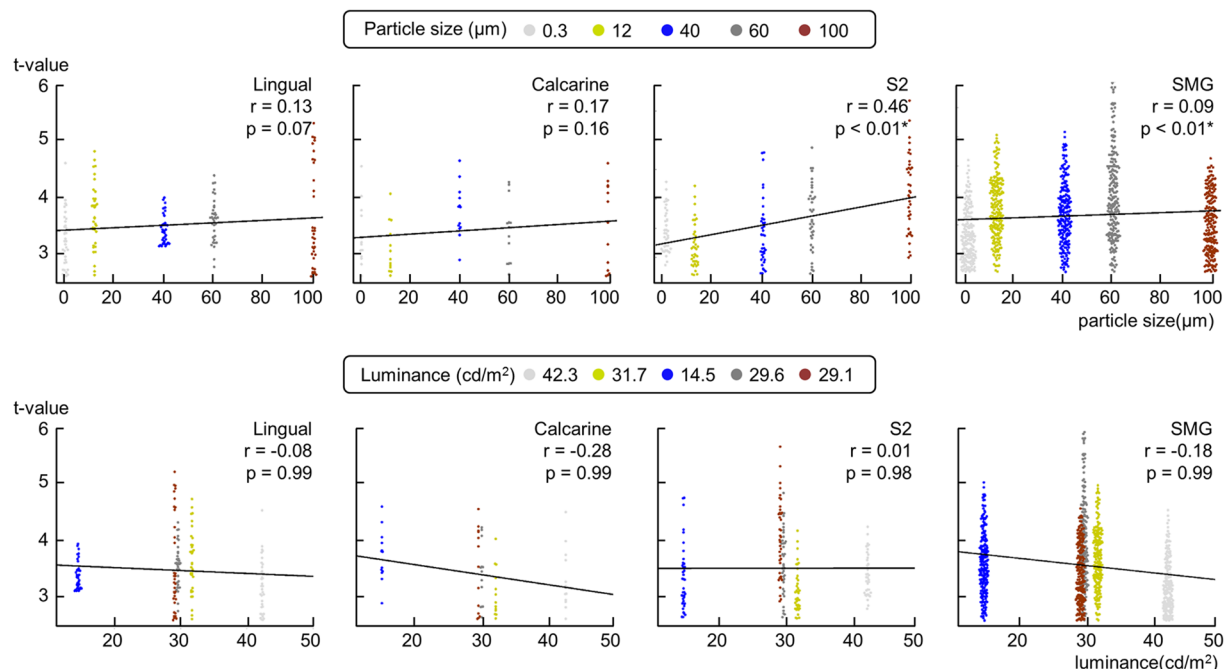 Particle size (µm) 0.3 12 40 60 100
t-value
Lingual
r = 0.13
p = 0.07
6
5
4
3
0 20 40 60 80 100
Calcarine
r = 0.17
p = 0.16
0 20 40 60 80 100
S2
r = 0.46
p < 0.01*
0 20 40 60 80 100
SMG
r = 0.09
p < 0.01*
0 20 40 60 80 100
particle size(µm)
Luminance (cd/m²) 42.3 31.7 14.5 29.6 29.1
t-value
Lingual
r = -0.08
p = 0.99
6
5
4
3
20 30 40 50
Calcarine
r = -0.28
p = 0.99
20 30 40 50
S2
r = 0.01
p = 0.98
20 30 40 50
SMG
r = -0.18
p = 0.99
20 30 40 50
luminance(cd/m²)